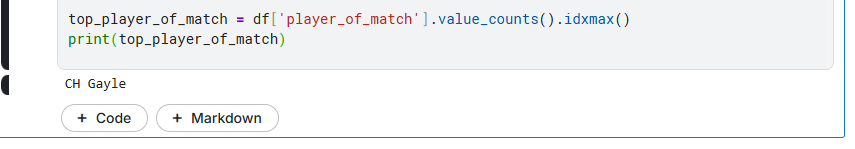 top_player_of_match = df['player_of_match'].value_counts().idxmax()
print(top_player_of_match)
CH Gayle
+ Code + Markdown